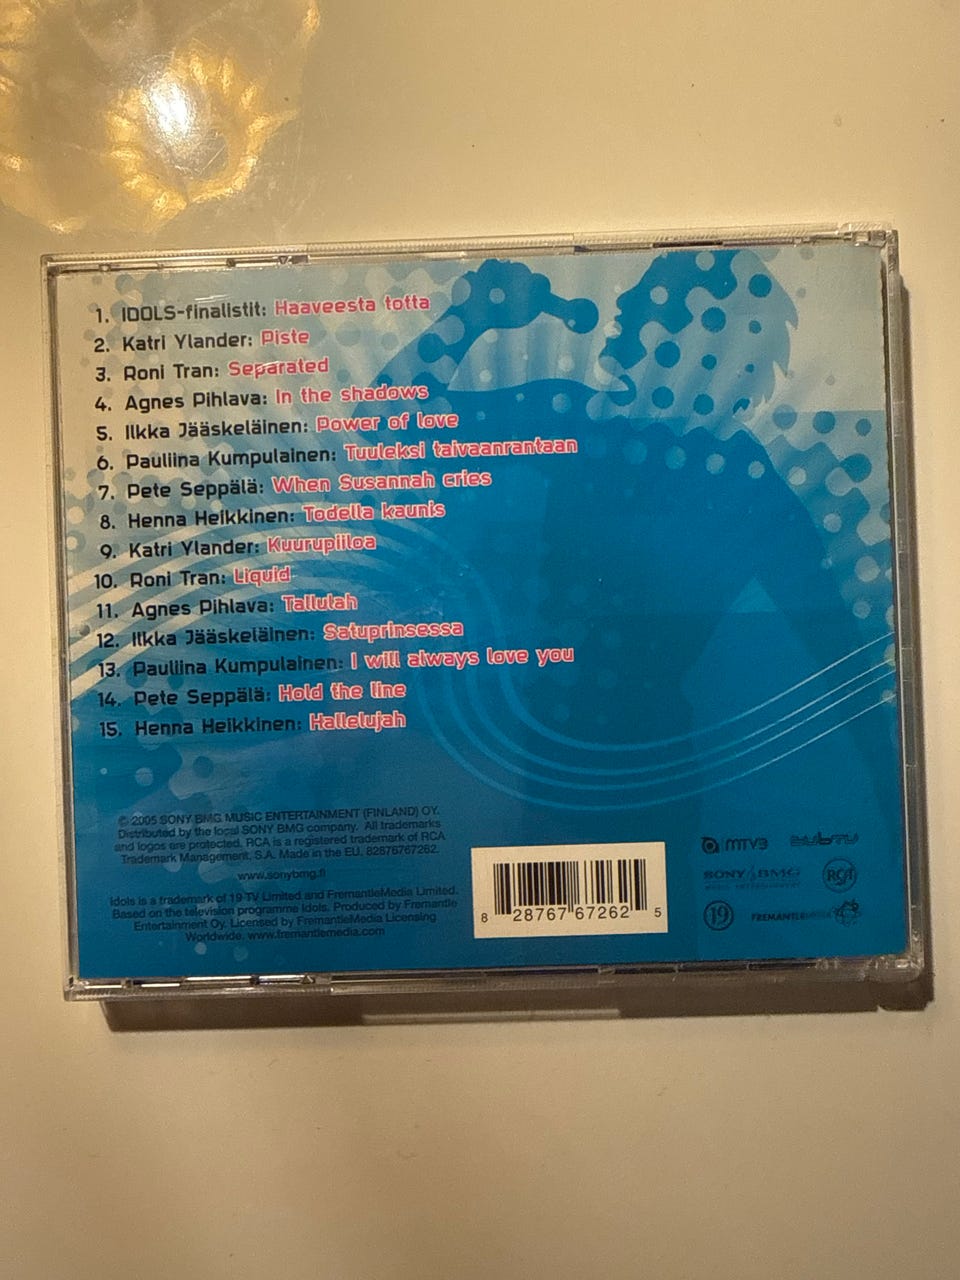 1. IDOLS-finalistit: Haaveesta totta
2. Katri Ylander: Piste
3. Roni Tran: Separated
4. Agnes Pihlava: In the shadows
5. Ilkka Jääskeläinen: Power of love
6. Pauliina Kumpulainen: Tuuleksi taivaanrantaan
7. Pete Seppälä: When Susannah cries
8. Henna Heikkinen: Todella kaunis
9. Katri Ylander: Kuurupiiloa
10. Roni Tran: Liquid
11. Agnes Pihlava: Tallulah
12. Ilkka Jääskeläinen: Satuprinsessa
13. Pauliina Kumpulainen: I will always love you
14. Pete Seppälä: Hold the line
15. Henna Heikkinen: Hallelujah
© 2005 SONY BMG MUSIC ENTERTAINMENT (FINLAND) OY.
Distributed by the local SONY BMG company. All trademarks
and logos are protected. RCA is a registered trademark of RCA
Trademark Management, S.A. Made in the EU. 82876767262.
www.sonybmg.fi
Idols is a trademark of 19 TV Limited and FremantleMedia Limited.
Based on the television programme Idols. Produced by Fremantle
Entertainment Oy. Licensed by FremantleMedia Licensing
Worldwide. www.fremantlemedia.com
8 28767 67262 5
MTV3 SUBTV
SONY BMG RCA
MUSIC ENTERTAINMENT
19 FREMANTLEMEDIA